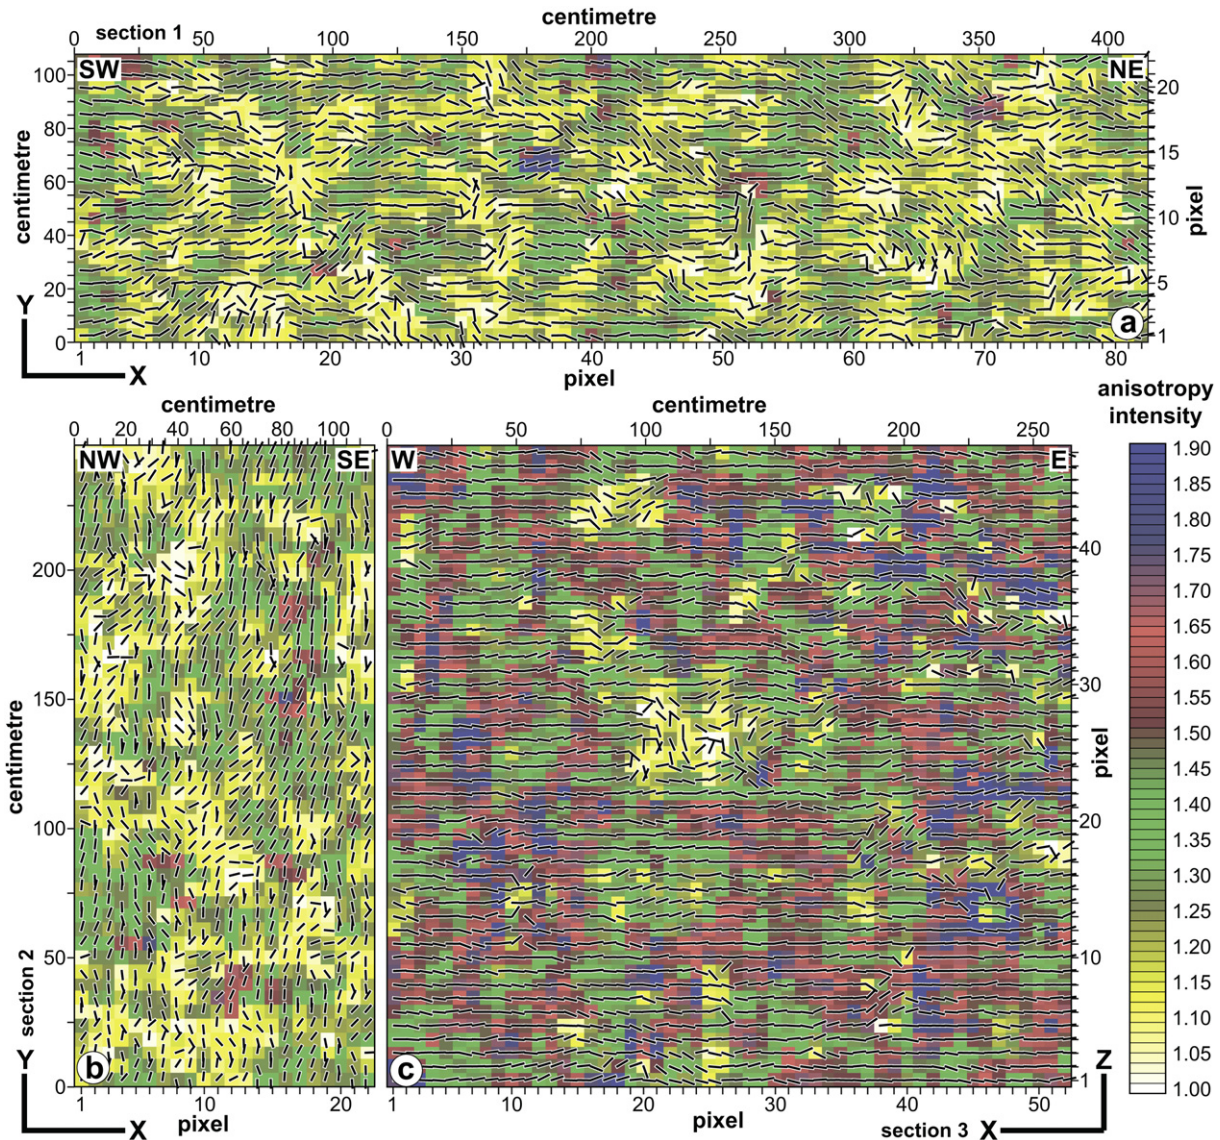 centimetre
section 1
0 50 100 150 200 250 300 350 400
SW NE
centimetre
100
80
60
40
20
0
20
15
10
5
1
pixel
Y
X
a
1 10 20 30 40 50 60 70 80
pixel
centimetre
0 20 40 60 80 100
NW SE
centimetre
200
150
100
50
0
section 2
Y
X
b
1 10 20
pixel
centimetre
0 50 100 150 200 250
W E
40
30
20
10
1
pixel
c
1 10 20 30 40 50
pixel
section 3 X
Z
anisotropy
intensity
1.90
1.85
1.80
1.75
1.70
1.65
1.60
1.55
1.50
1.45
1.40
1.35
1.30
1.25
1.20
1.15
1.10
1.05
1.00